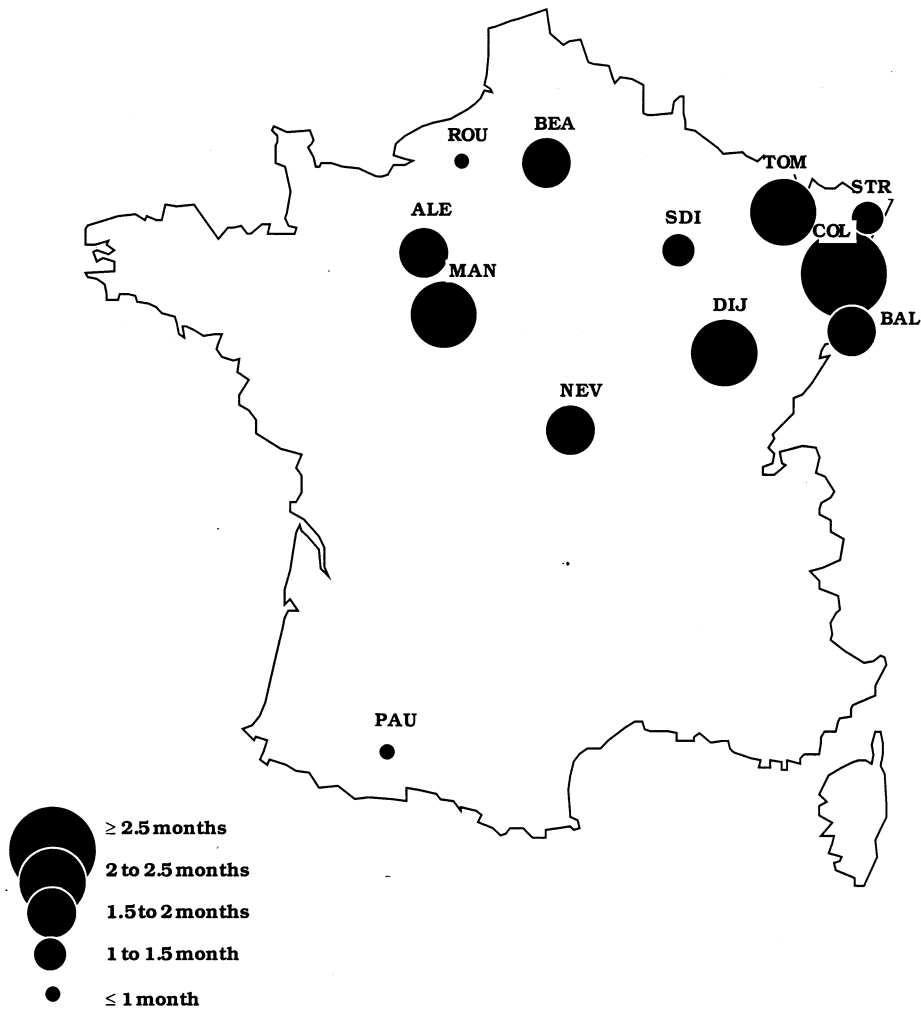 BEA
ROU
TOM
STR
ALE
SDI
COL
MAN
DIJ
BAL
NEV
PAU
≥ 2.5 months
2 to 2.5 months
1.5 to 2 months
1 to 1.5 month
≤ 1 month